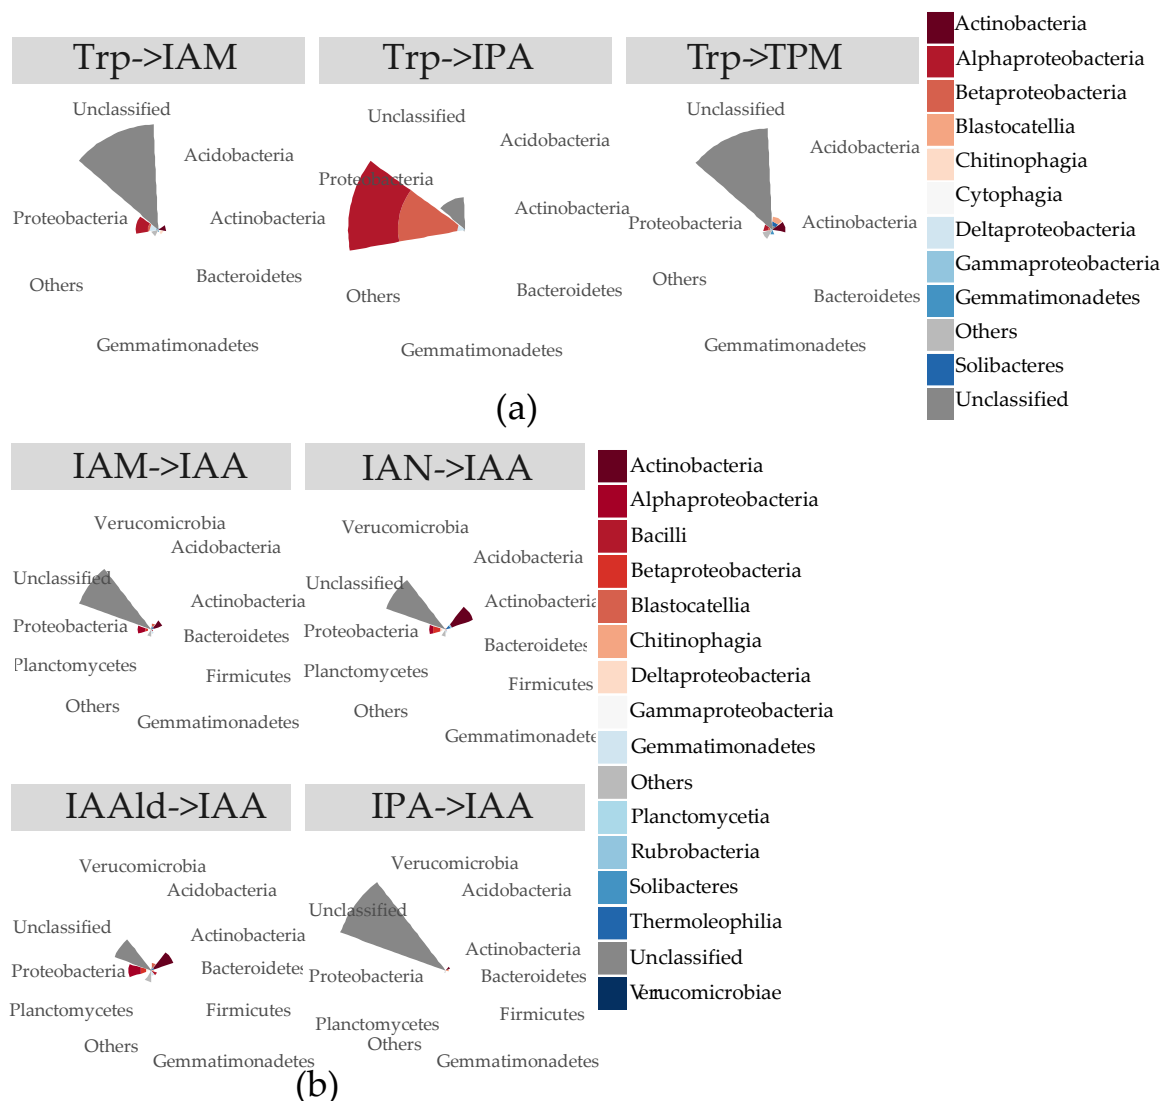 Trp->IAM
Unclassified
Acidobacteria
Proteobacteria
Actinobacteria
Others
Bacteroidetes
Gemmatimonadetes
Trp->IPA
Unclassified
Acidobacteria
Proteobacteria
Actinobacteria
Others
Bacteroidetes
Gemmatimonadetes
Trp->TPM
Unclassified
Acidobacteria
Proteobacteria
Actinobacteria
Others
Bacteroidetes
Gemmatimonadetes
Actinobacteria
Alphaproteobacteria
Betaproteobacteria
Blastocatellia
Chitinophagia
Cytophagia
Deltaproteobacteria
Gammaproteobacteria
Gemmatimonadetes
Others
Solibacteres
Unclassified
(a)
IAM->IAA
Verucomicrobia
Acidobacteria
Unclassified
Actinobacteria
Proteobacteria
Bacteroidetes
Planctomycetes
Firmicutes
Others
Gemmatimonadetes
IAN->IAA
Verucomicrobia
Acidobacteria
Unclassified
Actinobacteria
Proteobacteria
Bacteroidetes
Planctomycetes
Firmicutes
Others
Gemmatimonadete
IAAld->IAA
Verucomicrobia
Acidobacteria
Unclassified
Actinobacteria
Proteobacteria
Bacteroidetes
Planctomycetes
Firmicutes
Others
Gemmatimonadetes
IPA->IAA
Verucomicrobia
Acidobacteria
Unclassified
Actinobacteria
Proteobacteria
Bacteroidetes
Planctomycetes
Firmicutes
Others
Gemmatimonadetes
Actinobacteria
Alphaproteobacteria
Bacilli
Betaproteobacteria
Blastocatellia
Chitinophagia
Deltaproteobacteria
Gammaproteobacteria
Gemmatimonadetes
Others
Planctomycetia
Rubrobacteria
Solibacteres
Thermoleophilia
Unclassified
Verrucomicrobiae
(b)